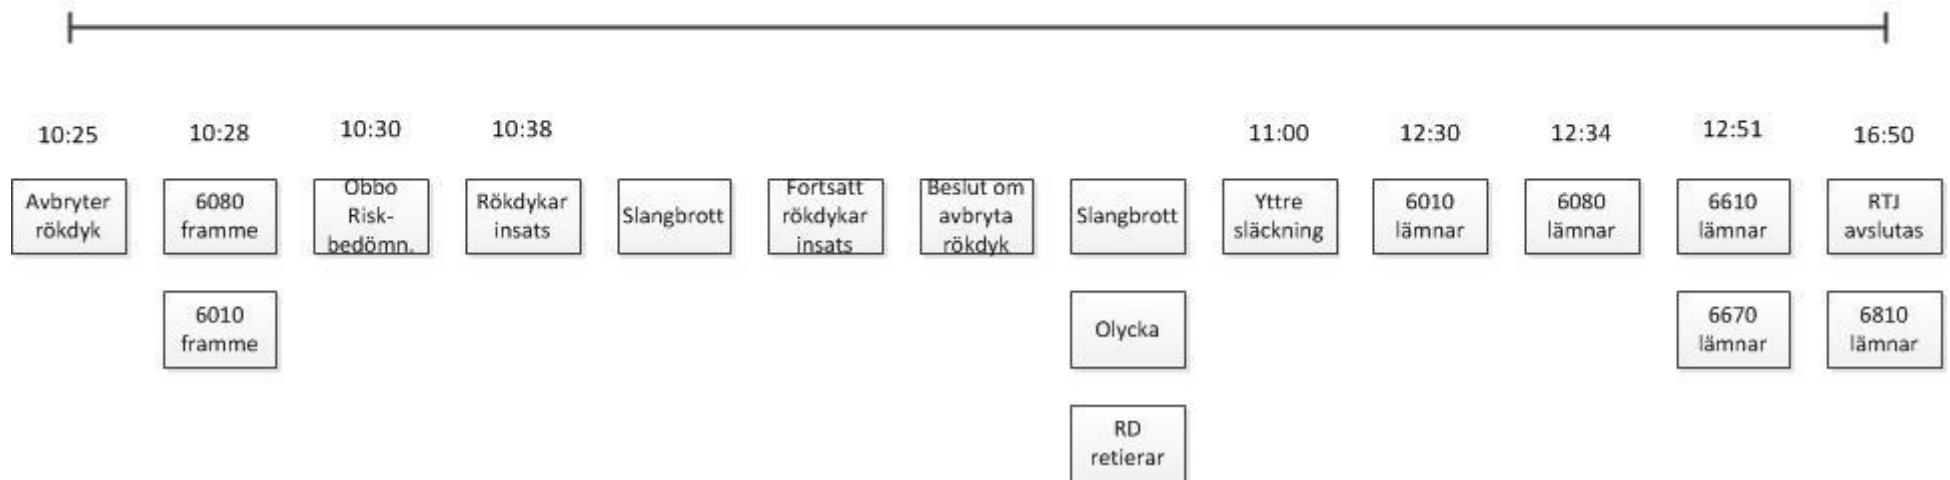 10:25
10:28
10:30
10:38
11:00
12:30
12:34
12:51
16:50
Avbryter
rökdyk
6080
framme
Obbo
Risk-
bedömn.
Rökdykar
insats
Slangbrott
Fortsatt
rökdykar
insats
Beslut om
avbryta
rökdyk
Slangbrott
Yttre
släckning
6010
lämnar
6080
lämnar
6610
lämnar
RTJ
avslutas
6010
framme
Olycka
6670
lämnar
6810
lämnar
RD
retierar